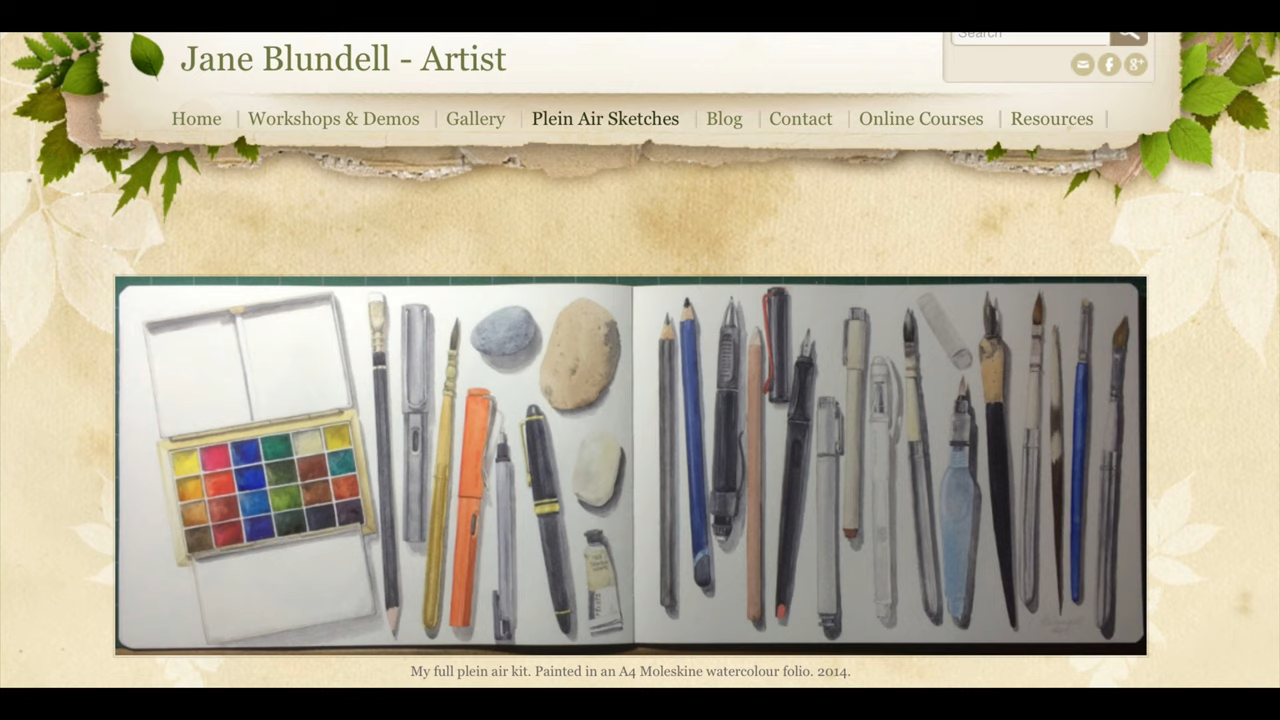 Search
Jane Blundell - Artist
Home
Workshops & Demos
Gallery
Plein Air Sketches
Blog
Contact
Online Courses
Resources
My full plein air kit. Painted in an A4 Moleskine watercolour folio. 2014.